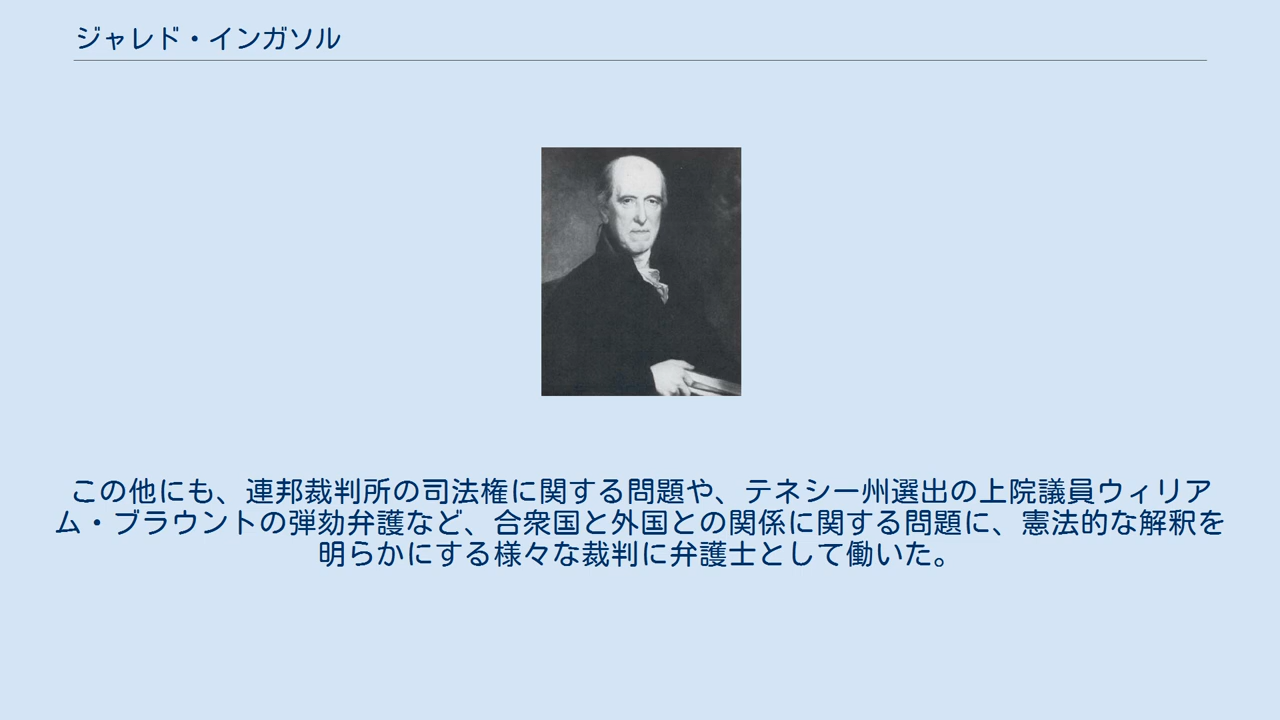 ジャレド・インガソル
この他にも、連邦裁判所の司法権に関する問題や、テネシー州選出の上院議員ウィリア
ム・ブラウントの弾劾弁護など、合衆国と外国との関係に関する問題に、憲法的な解釈を
明らかにする様々な裁判に弁護士として働いた。